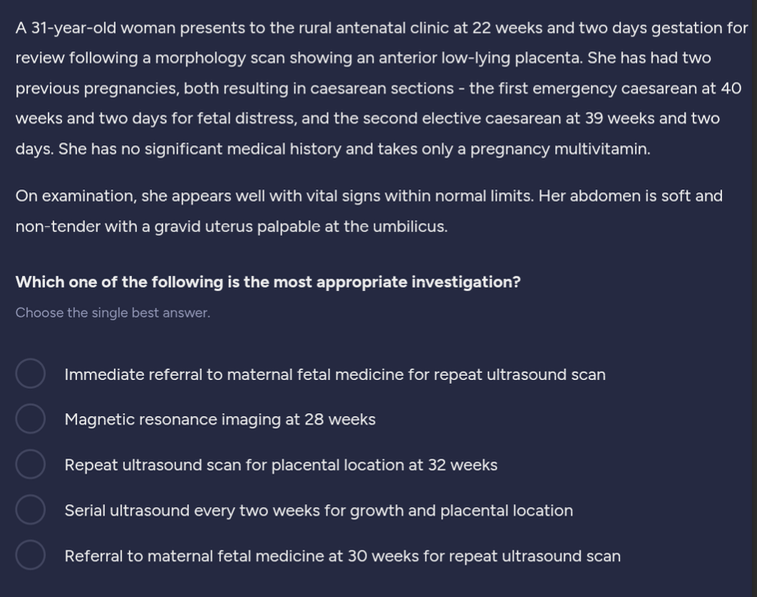 A 31-year-old woman presents to the rural antenatal clinic at 22 weeks and two days gestation for
review following a morphology scan showing an anterior low-lying placenta. She has had two
previous pregnancies, both resulting in caesarean sections - the first emergency caesarean at 40
weeks and two days for fetal distress, and the second elective caesarean at 39 weeks and two
days. She has no significant medical history and takes only a pregnancy multivitamin.
On examination, she appears well with vital signs within normal limits. Her abdomen is soft and
non-tender with a gravid uterus palpable at the umbilicus.
Which one of the following is the most appropriate investigation?
Choose the single best answer.
Immediate referral to maternal fetal medicine for repeat ultrasound scan
Magnetic resonance imaging at 28 weeks
Repeat ultrasound scan for placental location at 32 weeks
Serial ultrasound every two weeks for growth and placental location
Referral to maternal fetal medicine at 30 weeks for repeat ultrasound scan